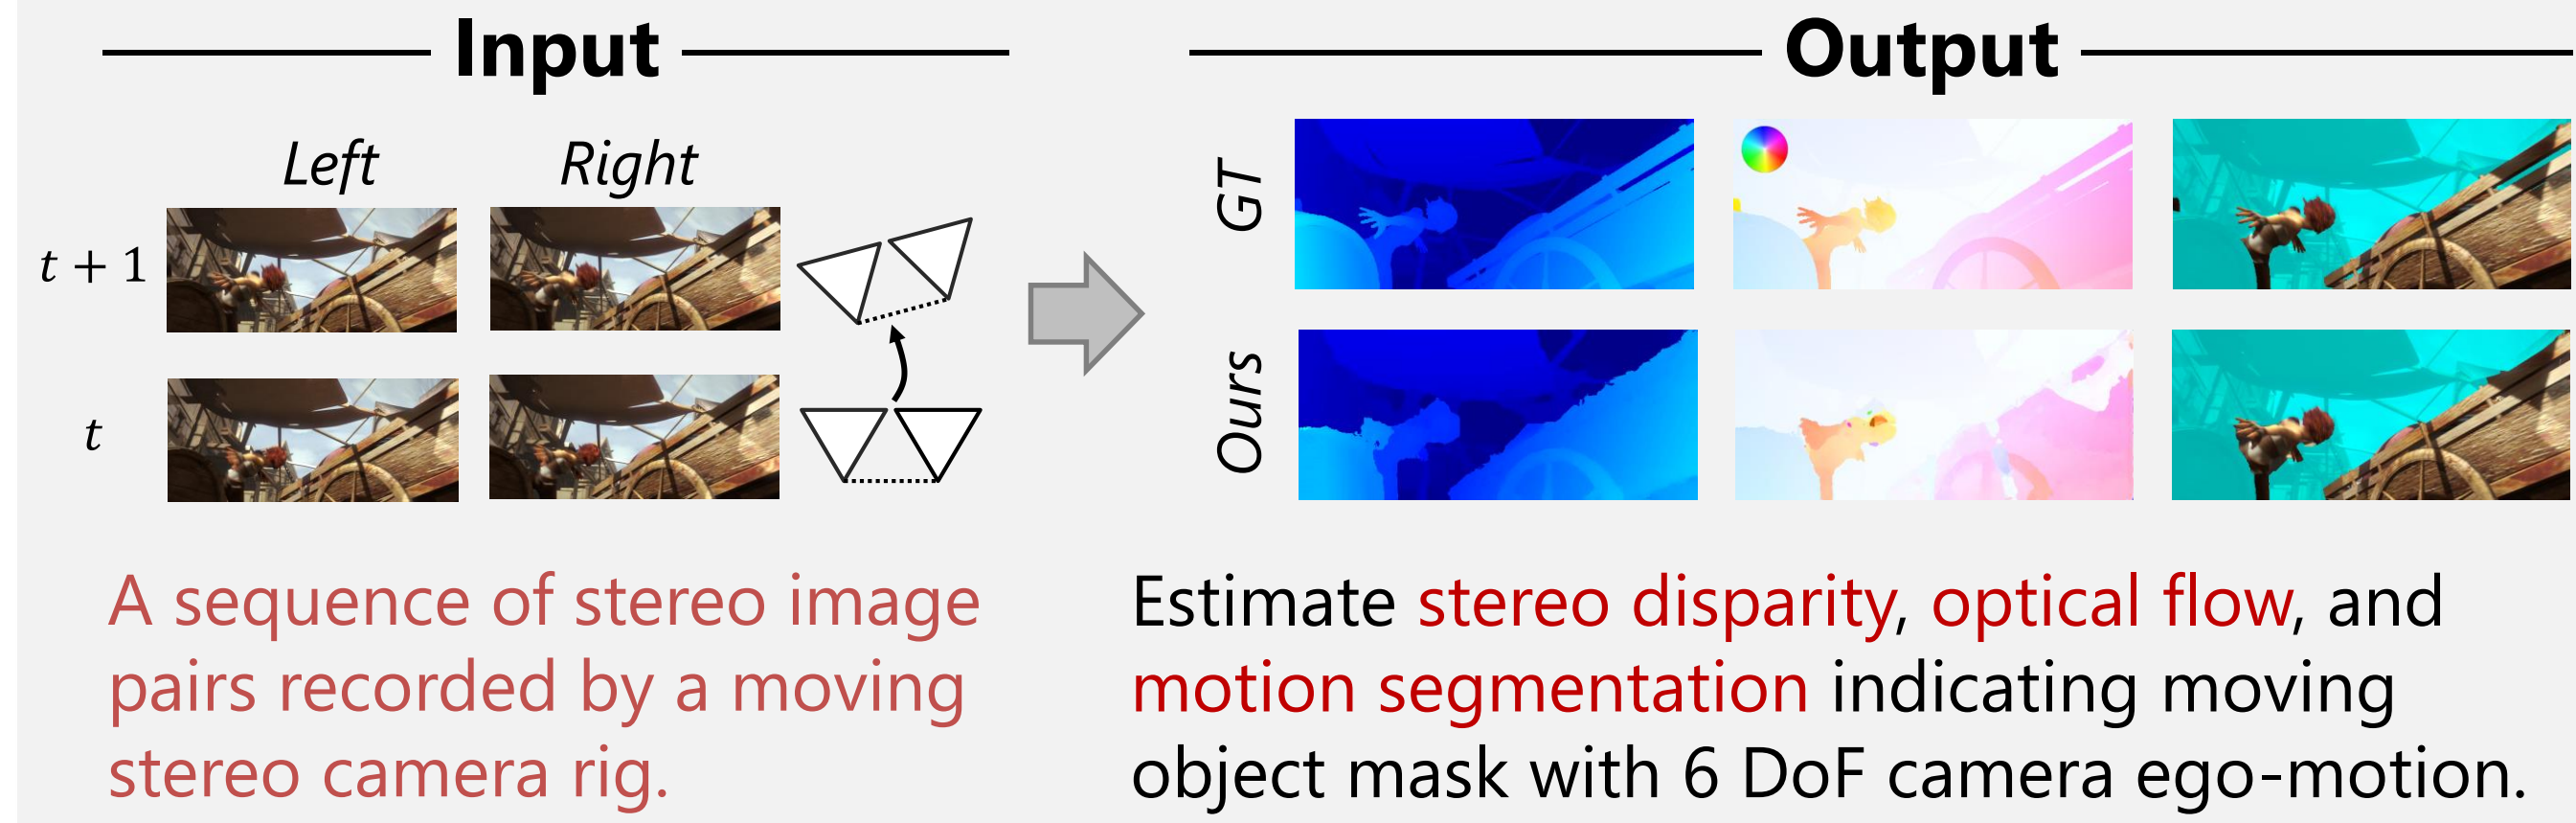 Input
Output
Left
Right
t + 1
t
GT
Ours
A sequence of stereo image
pairs recorded by a moving
stereo camera rig.
Estimate stereo disparity, optical flow, and
motion segmentation indicating moving
object mask with 6 DoF camera ego-motion.